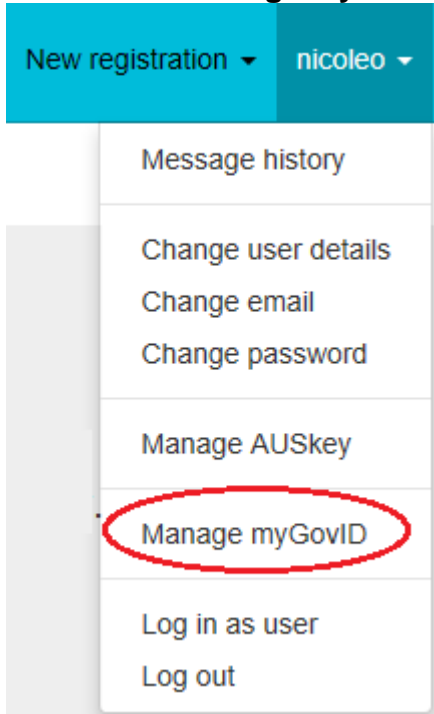 New registration nicoleo
Message history
Change user details
Change email
Change password
Manage AUSkey
Manage myGovID
Log in as user
Log out